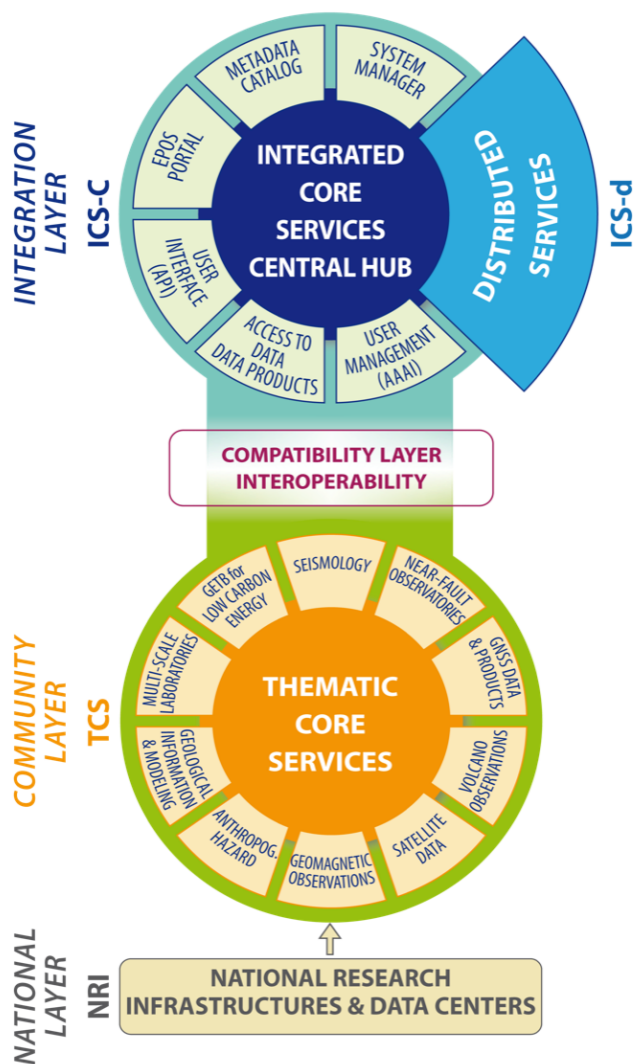 INTEGRATION
LAYER
ICS-C
METADATA
CATALOG
SYSTEM
MANAGER
EPOS
PORTAL
INTEGRATED
CORE
SERVICES
CENTRAL HUB
DISTRIBUTED
SERVICES
ICS-d
USER
INTERFACE
(API)
ACCESS TO
DATA
DATA PRODUCTS
USER
MANAGEMENT
(AAAI)
COMPATIBILITY LAYER
INTEROPERABILITY
COMMUNITY
LAYER
TCS
GETB for
LOW CARBON
ENERGY
SEISMOLOGY
NEAR-FAULT
OBSERVATORIES
MULTI-SCALE
LABORATORIES
THEMATIC
CORE
SERVICES
GNSS DATA
& PRODUCTS
GEOLOGICAL
INFORMATION
& MODELING
VOLCANO
OBSERVATIONS
ANTHROPOG.
HAZARD
GEOMAGNETIC
OBSERVATIONS
SATELLITE
DATA
NATIONAL
LAYER
NRI
NATIONAL RESEARCH
INFRASTRUCTURES & DATA CENTERS